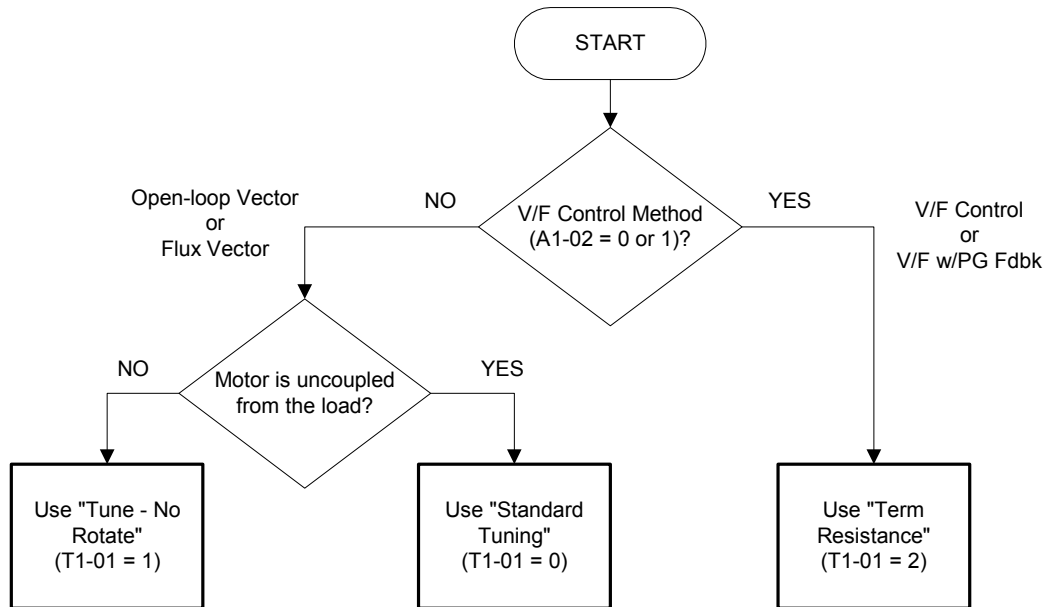 START
V/F Control Method
(A1-02 = 0 or 1)?
NO
YES
Open-loop Vector
or
Flux Vector
V/F Control
or
V/F w/PG Fdbk
Motor is uncoupled
from the load?
NO
YES
Use "Tune - No
Rotate"
(T1-01 = 1)
Use "Standard
Tuning"
(T1-01 = 0)
Use "Term
Resistance"
(T1-01 = 2)